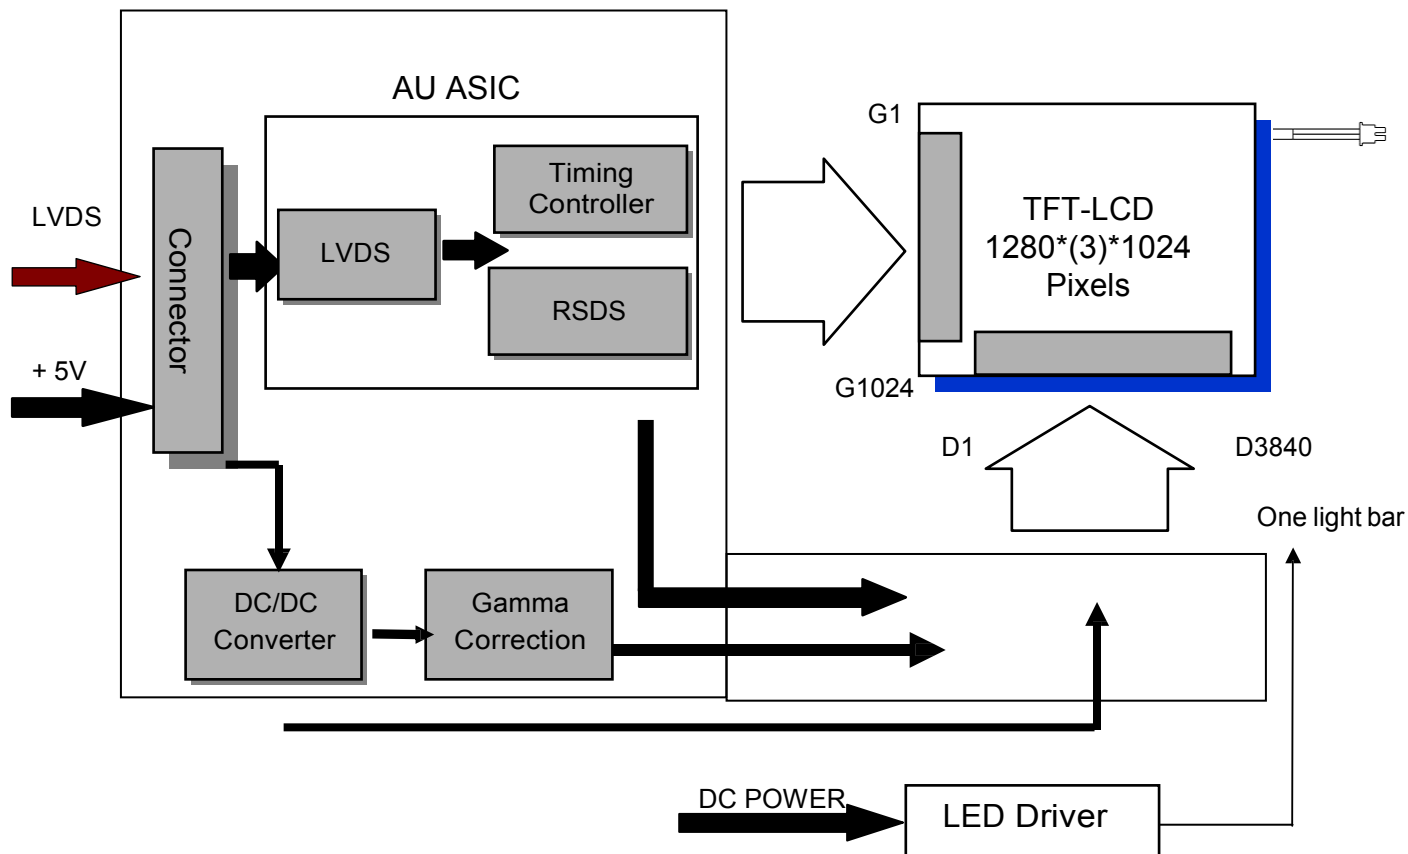 AU ASIC
G1
Timing
Controller
LVDS
Connector
LVDS
TFT-LCD
1280*(3)*1024
Pixels
RSDS
+ 5V
G1024
D1
D3840
One light bar
DC/DC
Converter
Gamma
Correction
DC POWER
LED Driver